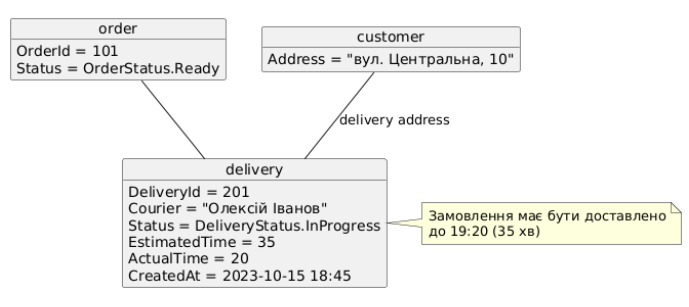 order
OrderId = 101
Status = OrderStatus.Ready
customer
Address = "вул. Центральна, 10"
delivery address
delivery
DeliveryId = 201
Courier = "Олексій Іванов"
Status = DeliveryStatus.InProgress
EstimatedTime = 35
ActualTime = 20
CreatedAt = 2023-10-15 18:45
Замовлення має бути доставлено
до 19:20 (35 хв)